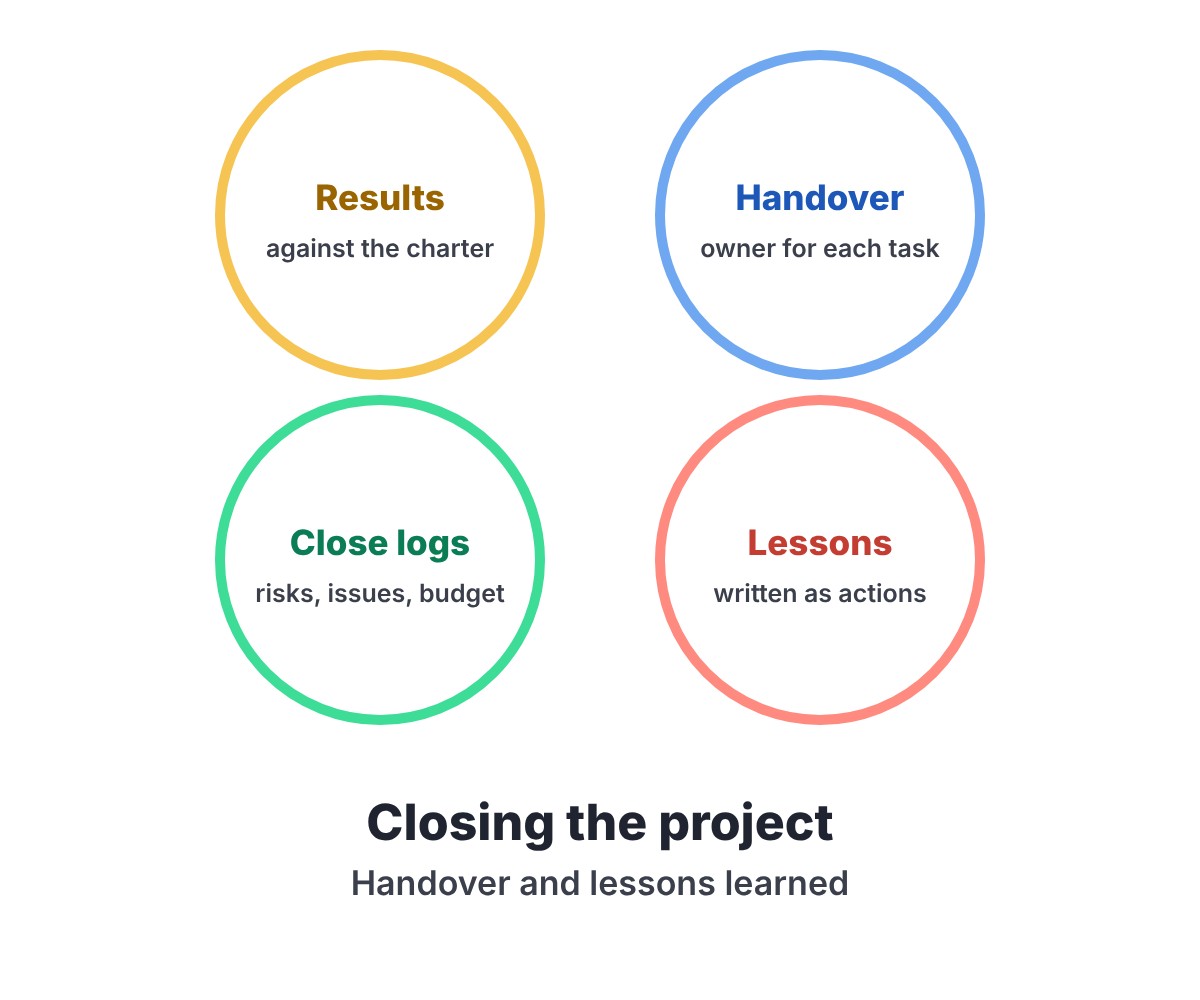 Results
against the charter
Handover
owner for each task
Close logs
risks, issues, budget
Lessons
written as actions
Closing the project
Handover and lessons learned